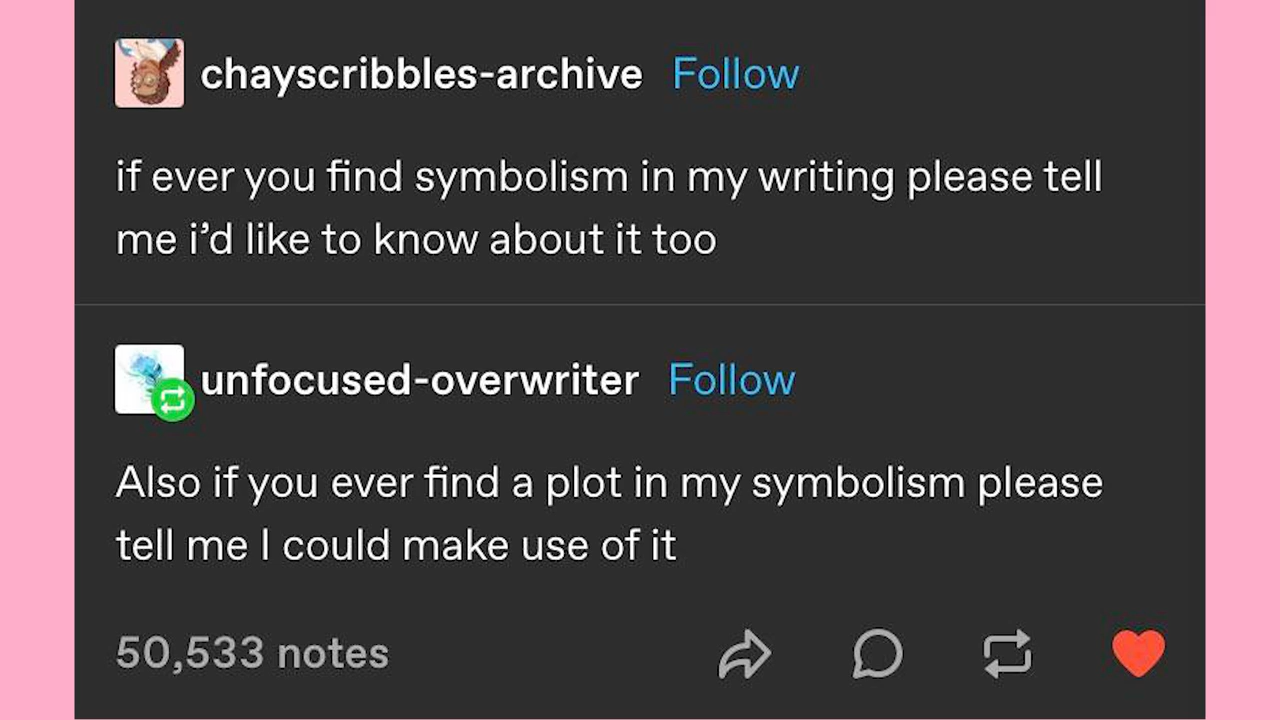 chayscribbles-archive Follow
if ever you find symbolism in my writing please tell
me i’d like to know about it too
unfocused-overwriter Follow
Also if you ever find a plot in my symbolism please
tell me I could make use of it
50,533 notes